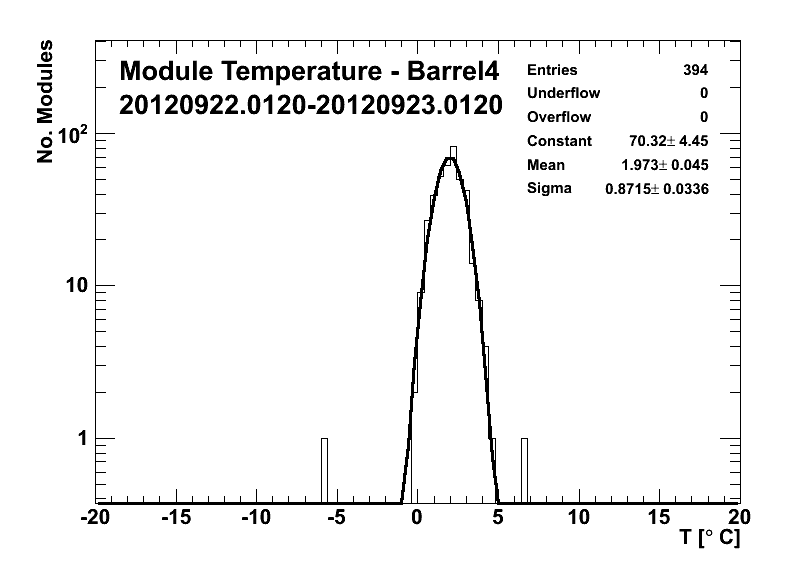 Module Temperature - Barrel4
20120922.0120-20120923.0120
Entries 394
Underflow 0
Overflow 0
Constant 70.32± 4.45
Mean 1.973± 0.045
Sigma 0.8715± 0.0336
No. Modules
10²
10
1
-20 -15 -10 -5 0 5 10 15 20
T [° C]